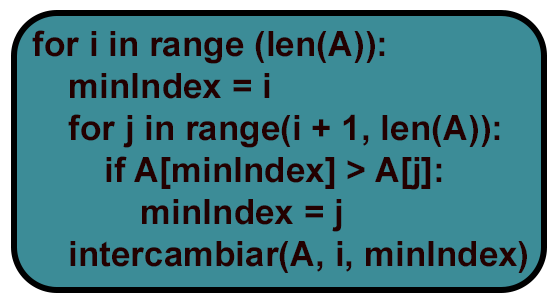 for i in range (len(A)):
minIndex = i
for j in range(i + 1, len(A)):
if A[minIndex] > A[j]:
minIndex = j
intercambiar(A, i, minIndex)